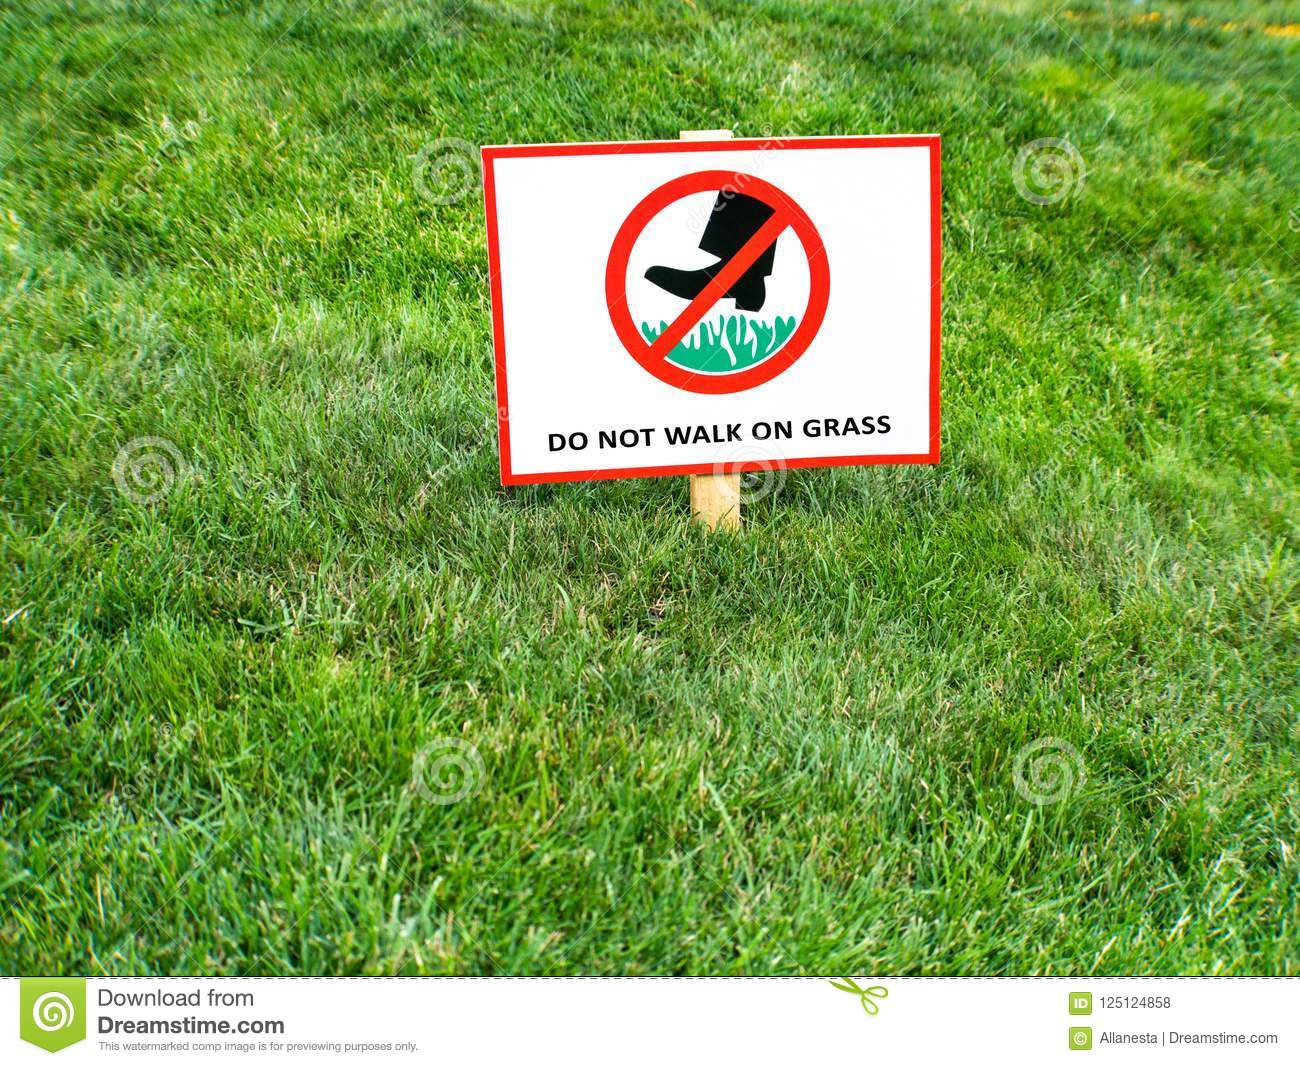 DO NOT WALK ON GRASS
Download from
Dreamstime.com
This watermarked comp image is for previewing purposes only.
ID 125124858
© Allanesta | Dreamstime.com